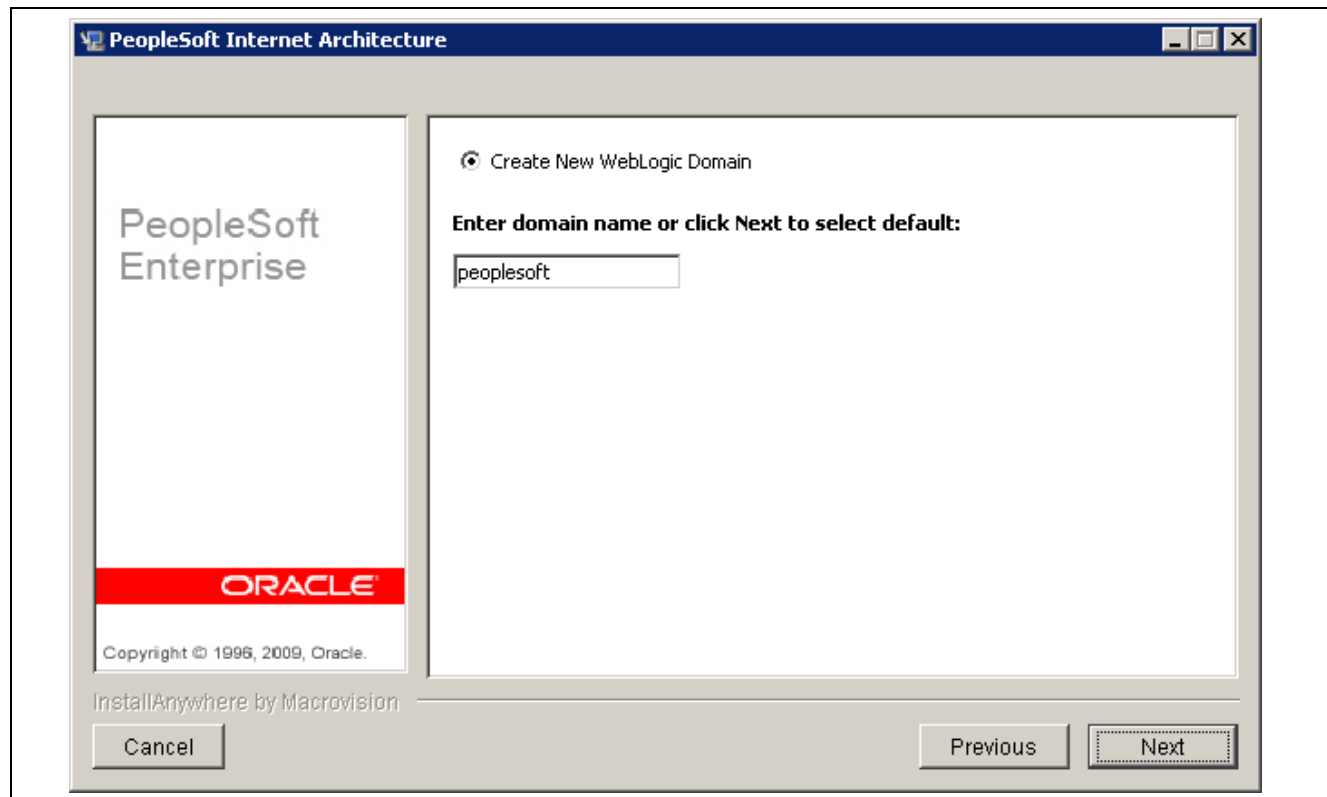 PeopleSoft Internet Architecture
PeopleSoft
Enterprise
ORACLE
Copyright © 1996, 2009, Oracle.
Create New WebLogic Domain
Enter domain name or click Next to select default:
peoplesoft
InstallAnywhere by Macrovision
Cancel
Previous
Next